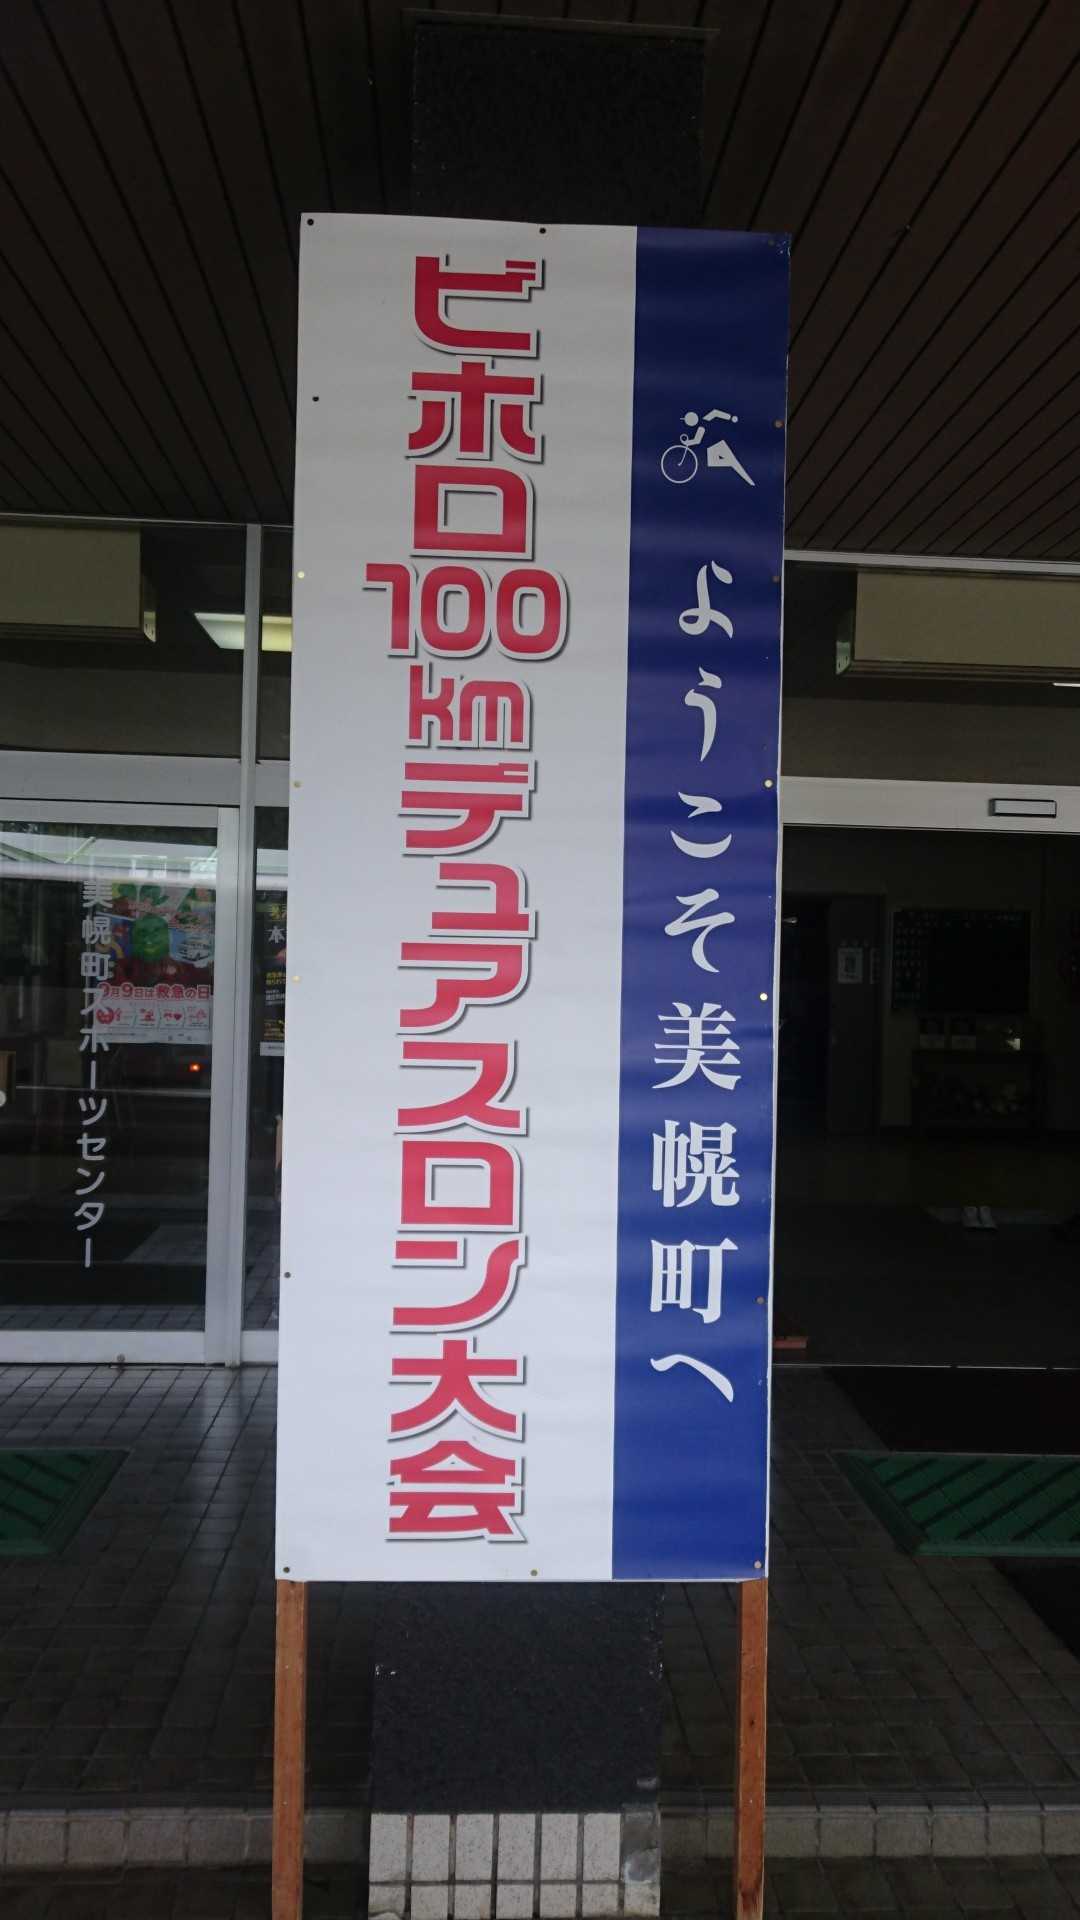 ようこそ美幌町へ
ビホロ100kmデュアスロン大会
美幌町スポーツセンター
9月9日は救急の日